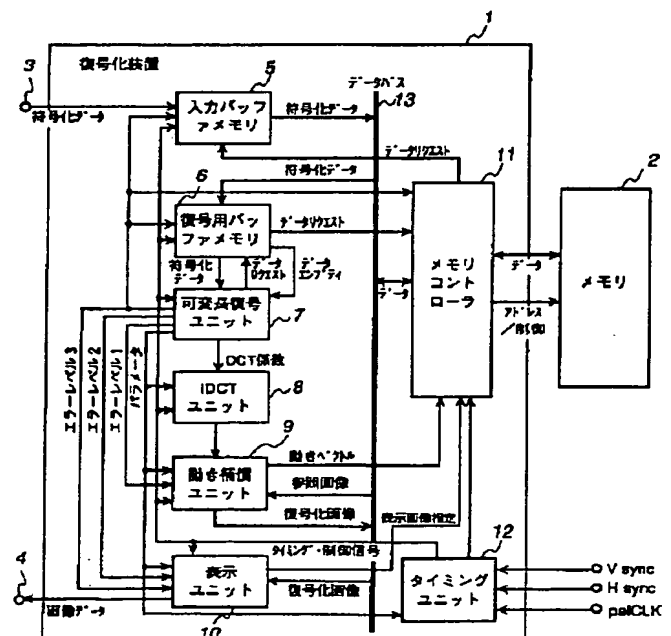 1
復号化装置
3
符号化データ
5
入力バッフ
ァメモリ
符号化データ
データバス
13
データリクエスト
符号化データ
11
2
6
復号用バッ
ファメモリ
データリクエスト
符号化
データ
データ
リクエスト
データ
エンプティ
メモリ
コント
ローラ
データ
データ
アドレス
/制御
メモリ
可変長復号
ユニット
7
エラーレベル3
エラーレベル2
エラーレベル1
パラメータ
DCT係数
IDCT
ユニット
8
9
動き補償
ユニット
動きベクトル
参照画像
復号化画像
表示画像指定
タイミング・制御信号
12
4
画像データ
表示
ユニット
10
復号化画像
タイミング
ユニット
V sync
H sync
pelCLK